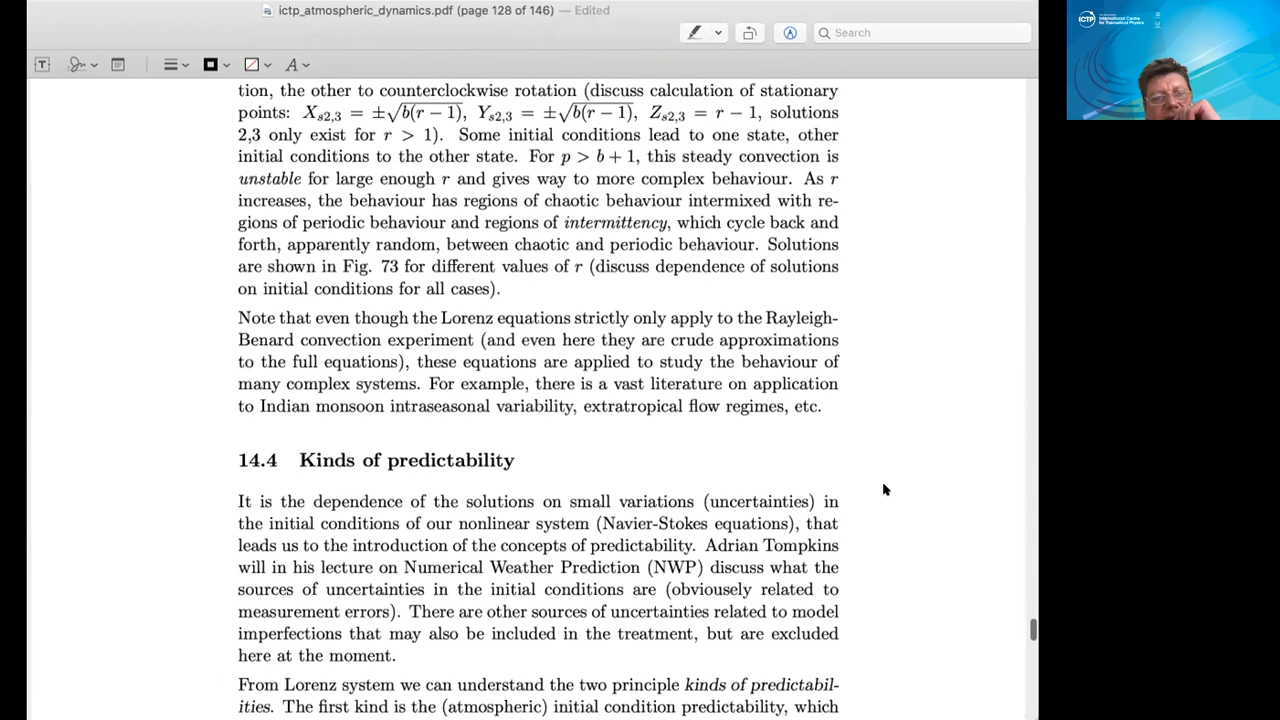 ictp_atmospheric_dynamics.pdf (page 128 of 146) — Edited
Search
tion, the other to counterclockwise rotation (discuss calculation of stationary
points: X_{s2,3} = ±√b(r − 1), Y_{s2,3} = ±√b(r − 1), Z_{s2,3} = r − 1, solutions
2,3 only exist for r > 1). Some initial conditions lead to one state, other
initial conditions to the other state. For p > b + 1, this steady convection is
unstable for large enough r and gives way to more complex behaviour. As r
increases, the behaviour has regions of chaotic behaviour intermixed with re-
gions of periodic behaviour and regions of intermittency, which cycle back and
forth, apparently random, between chaotic and periodic behaviour. Solutions
are shown in Fig. 73 for different values of r (discuss dependence of solutions
on initial conditions for all cases).
Note that even though the Lorenz equations strictly only apply to the Rayleigh-
Benard convection experiment (and even here they are crude approximations
to the full equations), these equations are applied to study the behaviour of
many complex systems. For example, there is a vast literature on application
to Indian monsoon intraseasonal variability, extratropical flow regimes, etc.
14.4 Kinds of predictability
It is the dependence of the solutions on small variations (uncertainties) in
the initial conditions of our nonlinear system (Navier-Stokes equations), that
leads us to the introduction of the concepts of predictability. Adrian Tompkins
will in his lecture on Numerical Weather Prediction (NWP) discuss what the
sources of uncertainties in the initial conditions are (obviousely related to
measurement errors). There are other sources of uncertainties related to model
imperfections that may also be included in the treatment, but are excluded
here at the moment.
From Lorenz system we can understand the two principle kinds of predictabil-
ities. The first kind is the (atmospheric) initial condition predictability, which
ICTP
International Centre
for Theoretical Physics